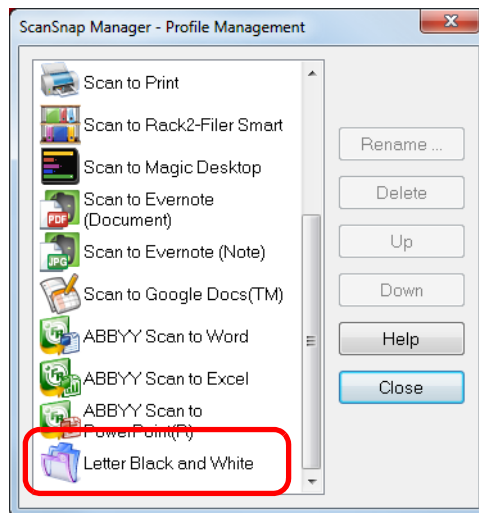 ScanSnap Manager - Profile Management
Scan to Print
Scan to Rack2-Filer Smart
Scan to Magic Desktop
Scan to Evernote
(Document)
PDF
Scan to Evernote (Note)
JPG
Scan to Google Docs(TM)
ABBYY Scan to Word
ABBYY Scan to Excel
ABBYY Scan to
PowerPoint(R)
Letter Black and White
Rename ...
Delete
Up
Down
Help
Close